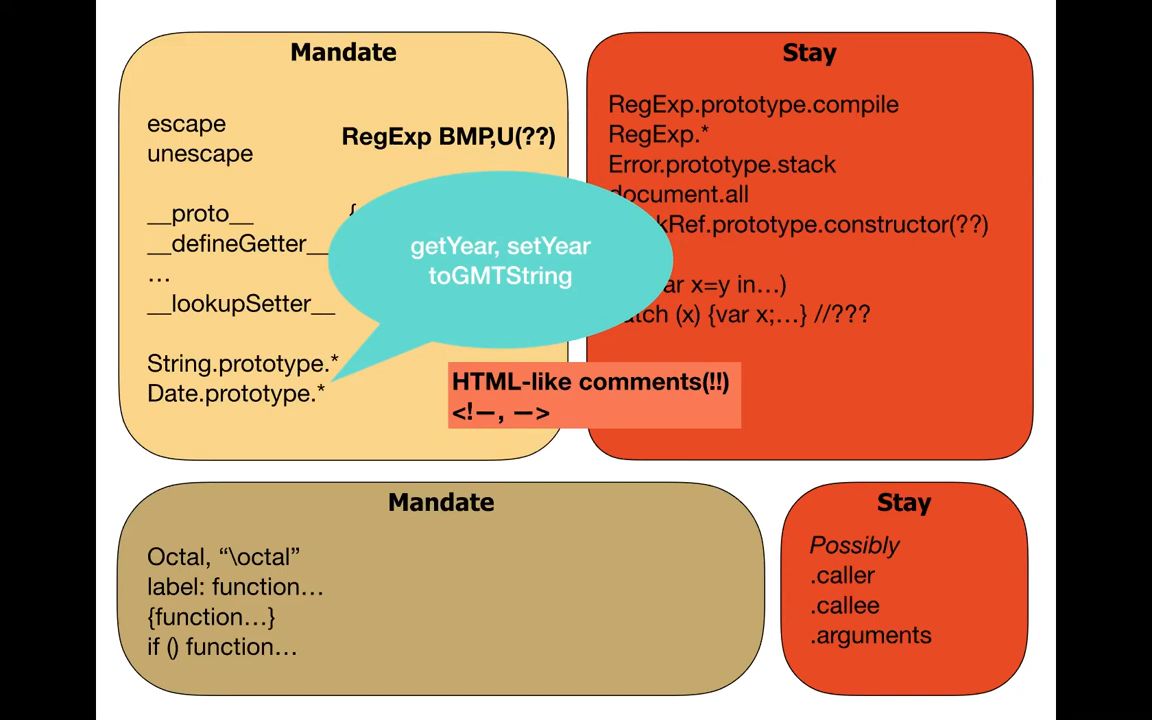 Mandate
escape
unescape
RegExp BMP,U(??)
__proto__
{
__defineGetter__
…
__lookupSetter__
String.prototype.*
Date.prototype.*
getYear, setYear
toGMTString
HTML-like comments(!!)
<!—, —>
Stay
RegExp.prototype.compile
RegExp.*
Error.prototype.stack
document.all
kRef.prototype.constructor(??)
ar x=y in…)
atch (x) {var x;…} //???
Mandate
Octal, “\octal”
label: function…
{function…}
if () function…
Stay
Possibly
.caller
.callee
.arguments